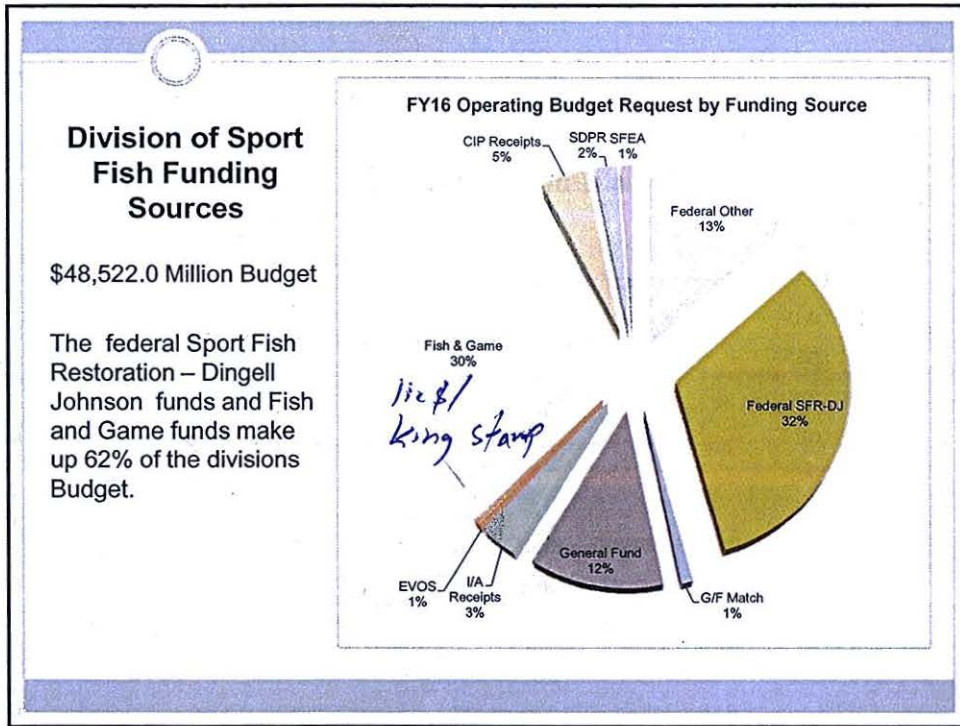 Division of Sport
Fish Funding
Sources
$48,522.0 Million Budget
The federal Sport Fish
Restoration – Dingell
Johnson funds and Fish
and Game funds make
up 62% of the divisions
Budget.
FY16 Operating Budget Request by Funding Source
CIP Receipts
5%
SDPR
2%
SFEA
1%
Federal Other
13%
Fish & Game
30%
lic $/
King Stamp
Federal SFR-DJ
32%
EVOS
1%
I/A
Receipts
3%
General Fund
12%
G/F Match
1%